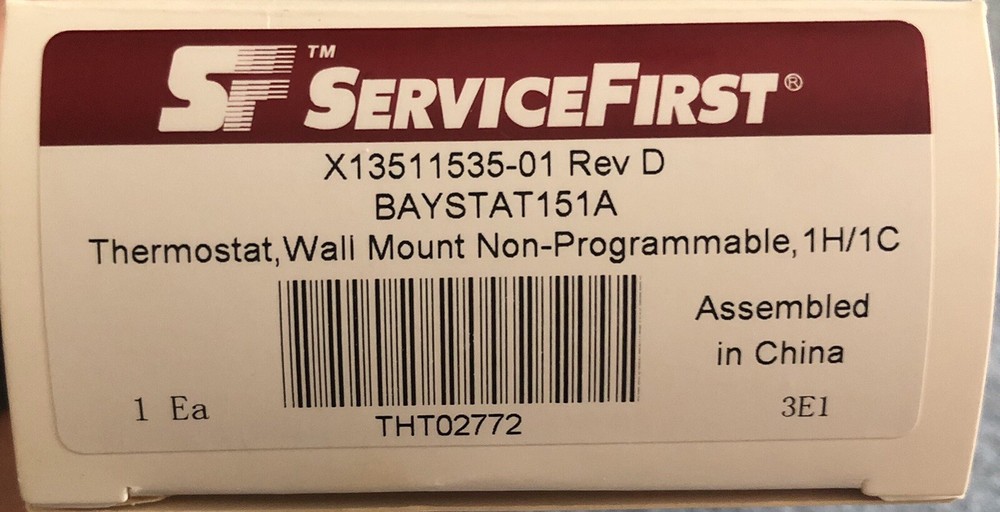 SF™ SERVICEFIRST®
X13511535-01 Rev D
BAYSTAT151A
Thermostat,Wall Mount Non-Programmable,1H/1C
Assembled
in China
1 Ea
THT02772
3E1